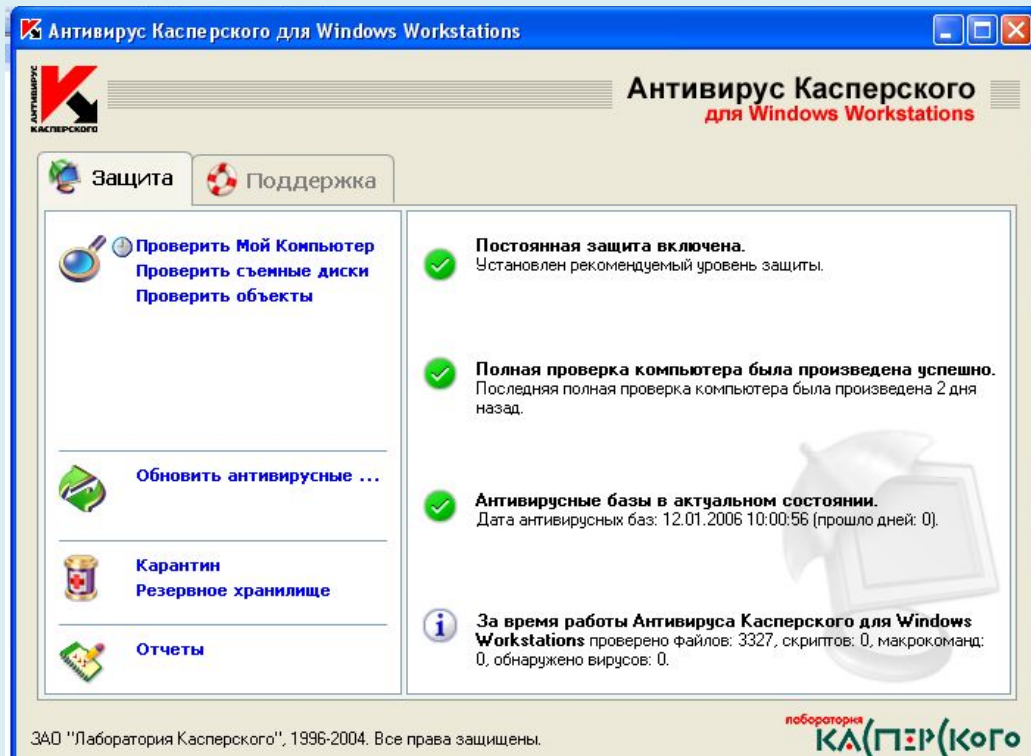 Антивирус Касперского для Windows Workstations
АНТИВИРУС
КАСПЕРСКОГО
Антивирус Касперского
для Windows Workstations
Защита
Поддержка
Проверить Мой Компьютер
Проверить съемные диски
Проверить объекты
Обновить антивирусные ...
Карантин
Резервное хранилище
Отчеты
Постоянная защита включена.
Установлен рекомендуемый уровень защиты.
Полная проверка компьютера была произведена успешно.
Последняя полная проверка компьютера была произведена 2 дня
назад.
Антивирусные базы в актуальном состоянии.
Дата антивирусных баз: 12.01.2006 10:00:56 (прошло дней: 0).
За время работы Антивируса Касперского для Windows
Workstations проверено файлов: 3327, скриптов: 0, макрокоманд:
0, обнаружено вирусов: 0.
ЗАО "Лаборатория Касперского", 1996-2004. Все права защищены.
лаборатория
КАСПЕРСКОГО